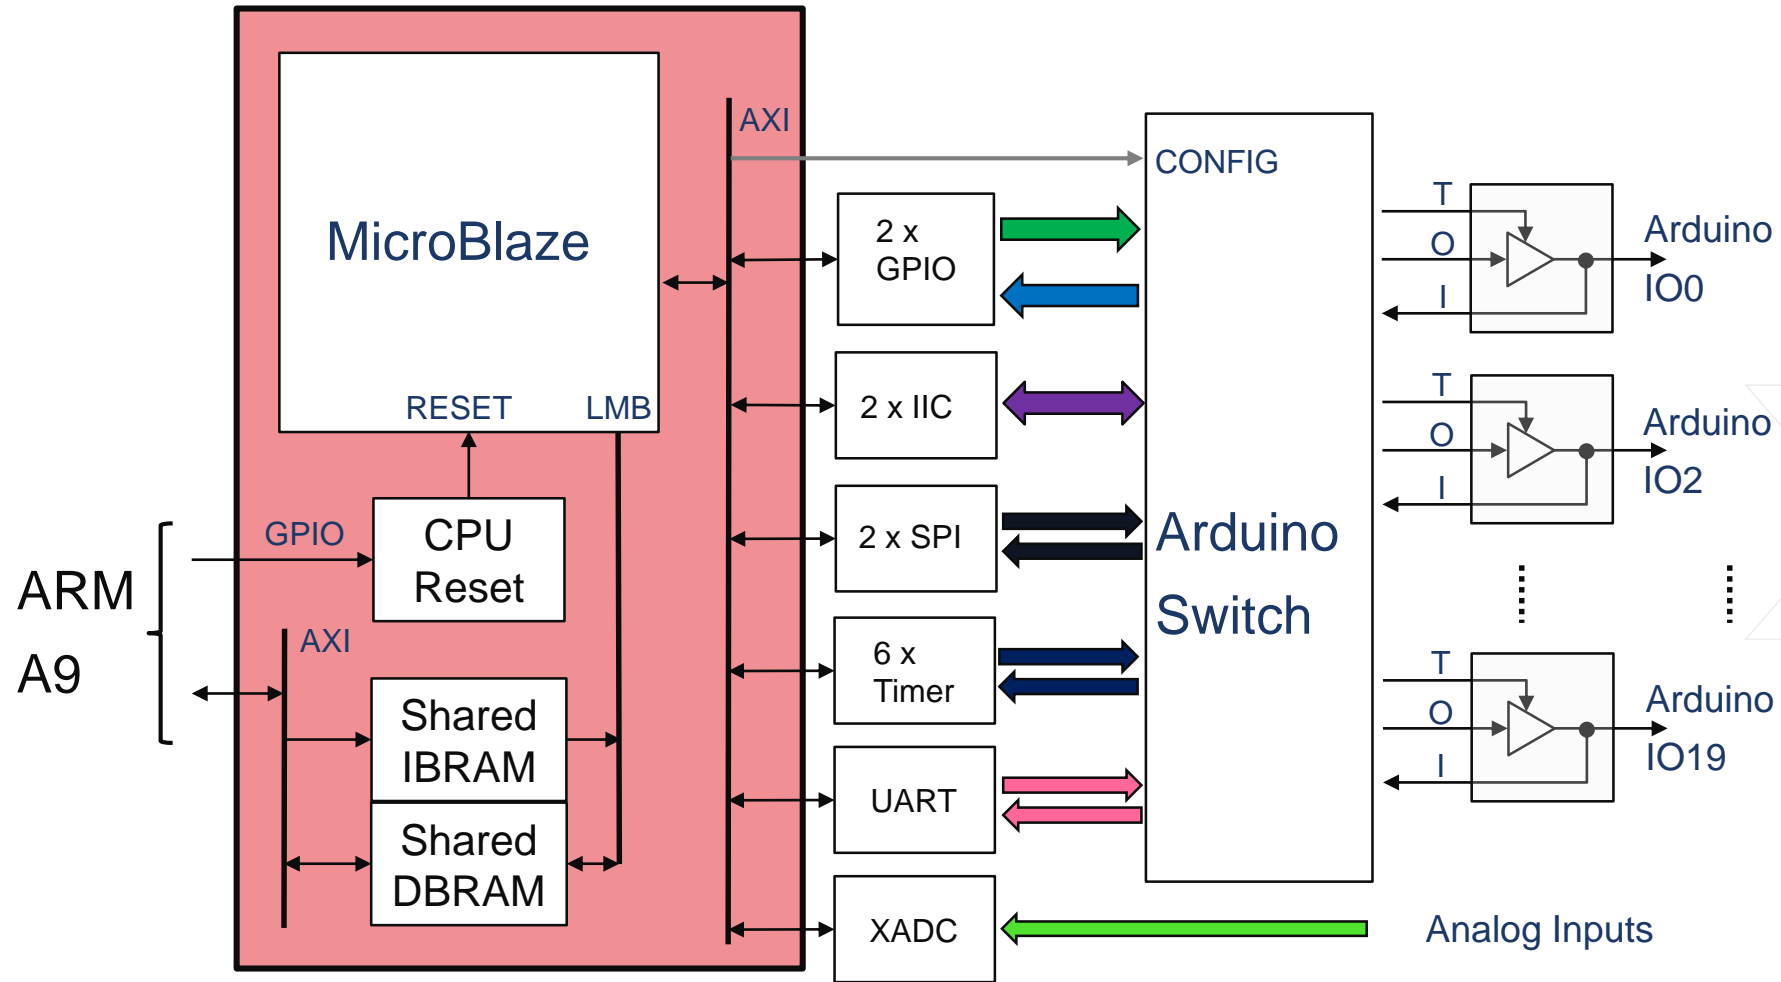 MicroBlaze
RESET
LMB
AXI
CPU
Reset
GPIO
ARM
A9
AXI
Shared
IBRAM
Shared
DBRAM
2 x
GPIO
2 x IIC
2 x SPI
6 x
Timer
UART
XADC
CONFIG
Arduino
Switch
T
O
I
Arduino
IO0
T
O
I
Arduino
IO2
T
O
I
Arduino
IO19
Analog Inputs